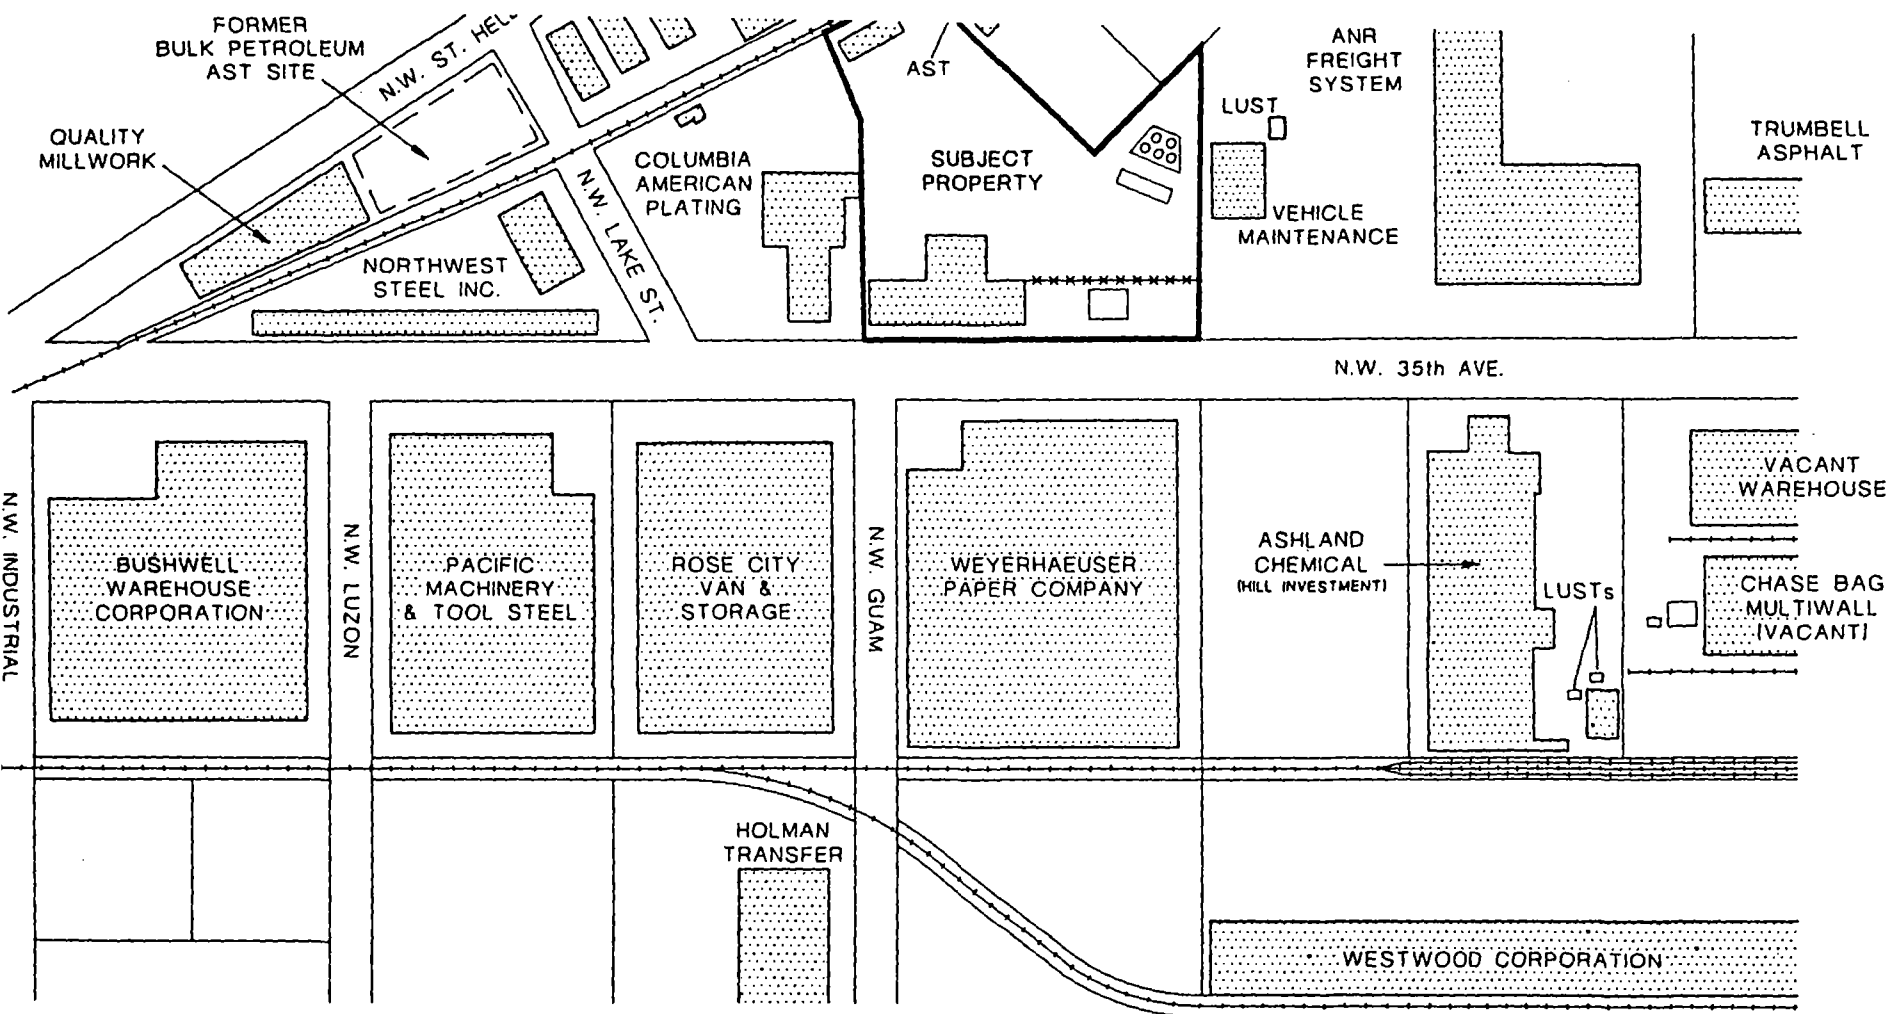 FORMER
BULK PETROLEUM
AST SITE
N.W. ST.
QUALITY
MILLWORK
AST
ANR
FREIGHT
SYSTEM
LUST
TRUMBELL
ASPHALT
COLUMBIA
AMERICAN
PLATING
SUBJECT
PROPERTY
VEHICLE
MAINTENANCE
N.W. LAKE ST.
NORTHWEST
STEEL INC.
N.W. 35th AVE.
N.W. INDUSTRIAL
BUSHWELL
WAREHOUSE
CORPORATION
N.W. LUZON
PACIFIC
MACHINERY
& TOOL STEEL
ROSE CITY
VAN &
STORAGE
N.W. GUAM
WEYERHAEUSER
PAPER COMPANY
ASHLAND
CHEMICAL
(HILL INVESTMENT)
LUSTs
VACANT
WAREHOUSE
CHASE BAG
MULTIWALL
(VACANT)
HOLMAN
TRANSFER
WESTWOOD CORPORATION